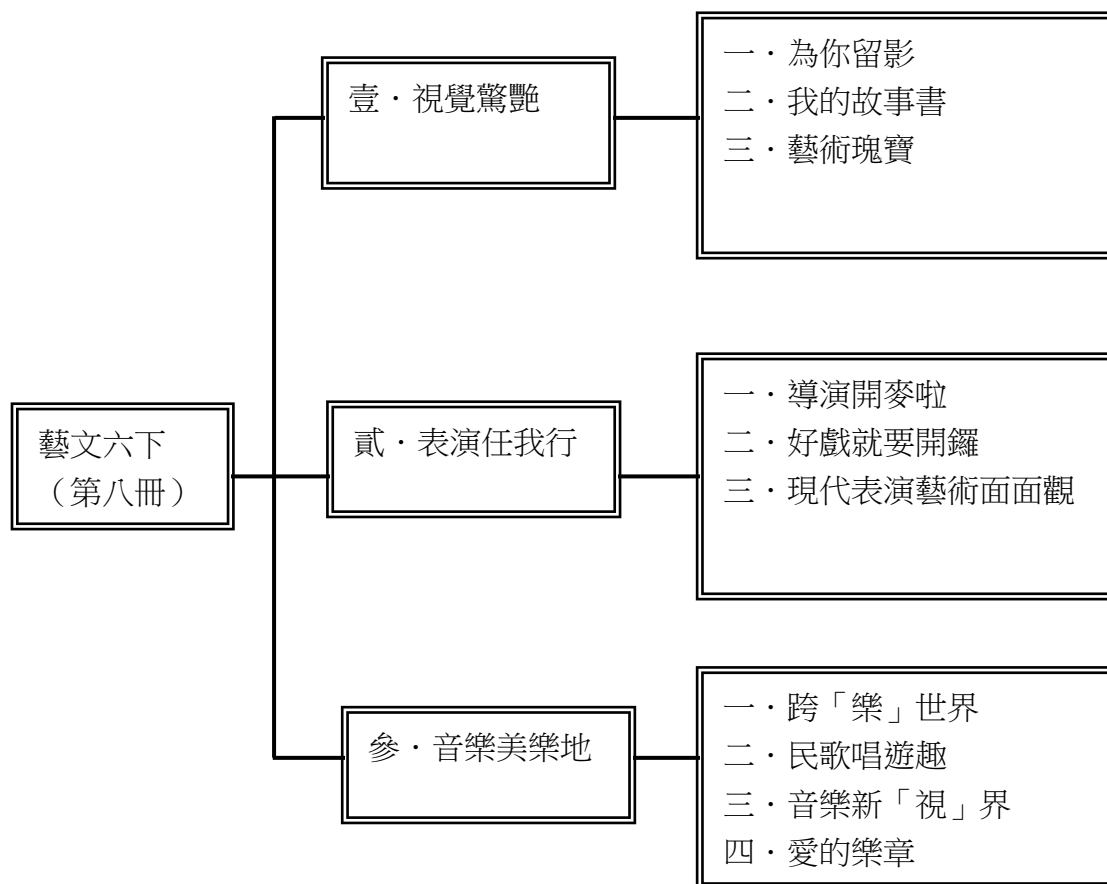 藝文六下
（第八冊）
壹．視覺驚艷
一．為你留影
二．我的故事書
三．藝術瑰寶
貳．表演任我行
一．導演開麥啦
二．好戲就要開鑼
三．現代表演藝術面面觀
參．音樂美樂地
一．跨「樂」世界
二．民歌唱遊趣
三．音樂新「視」界
四．愛的樂章